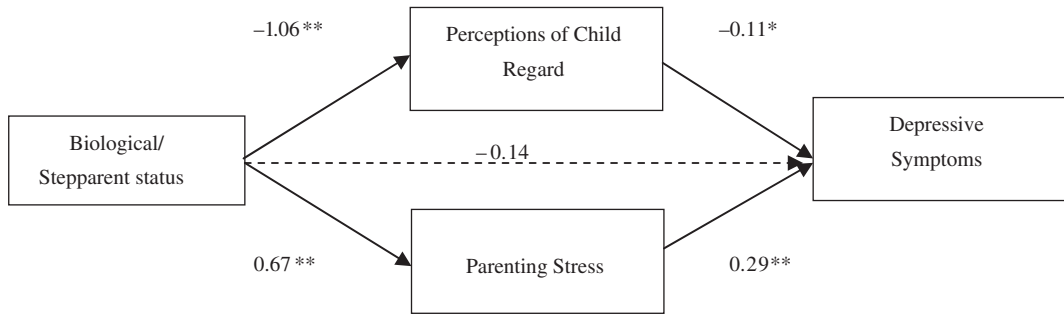 –1.06**
Perceptions of Child
Regard
–0.11*
Biological/
Stepparent status
–0.14
Depressive
Symptoms
0.67**
Parenting Stress
0.29**